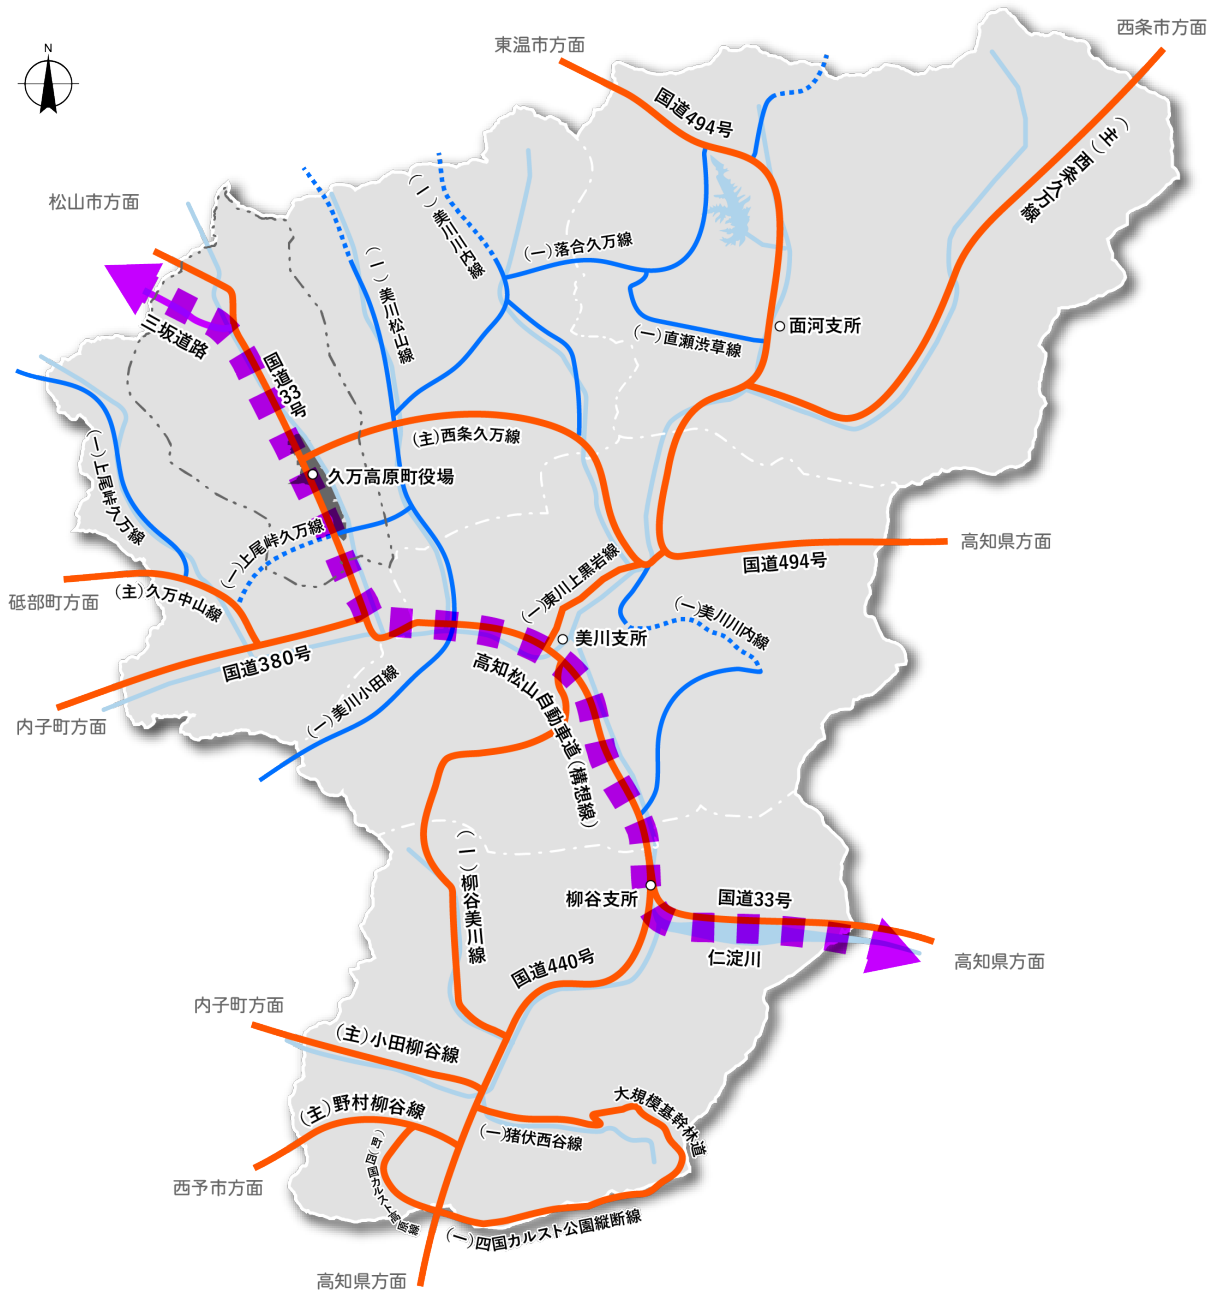 西条市方面
東温市方面
N
国道494号
(主)西条久万線
松山市方面
(一)美川川内線
(一)落合久万線
(一)美川松山線
三坂道路
面河支所
(一)直瀬渋草線
国道33号
(主)西条久万線
久万高原町役場
(一)上尾峠久万線
(一)上尾峠久万線
高知県方面
国道494号
(一)東川上黒岩線
砥部町方面
(主)久万中山線
(一)美川川内線
美川支所
国道380号
高知松山自動車道(構想線)
(一)美川小田線
内子町方面
(一)柳谷美川線
柳谷支所
国道33号
仁淀川
高知県方面
国道440号
内子町方面
(主)小田柳谷線
大規模基幹林道
(主)野村柳谷線
(一)猪伏西谷線
(町)四国カルスト高原線
西予市方面
(一)四国カルスト公園縦断線
高知県方面